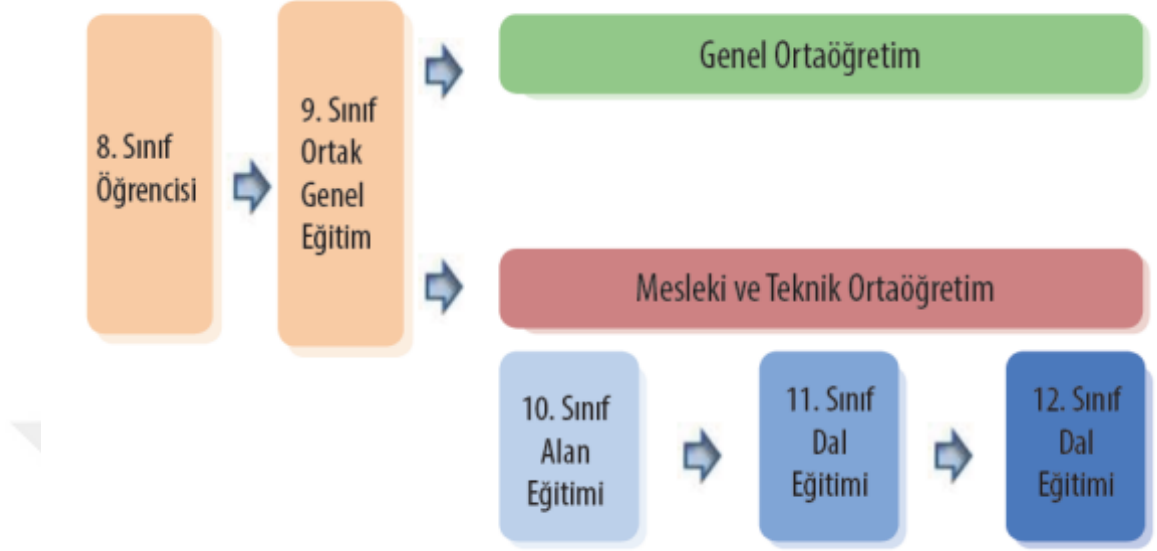 8. Sınıf
Öğrencisi
9. Sınıf
Ortak
Genel
Eğitim
Genel Ortaöğretim
Mesleki ve Teknik Ortaöğretim
10. Sınıf
Alan
Eğitimi
11. Sınıf
Dal
Eğitimi
12. Sınıf
Dal
Eğitimi